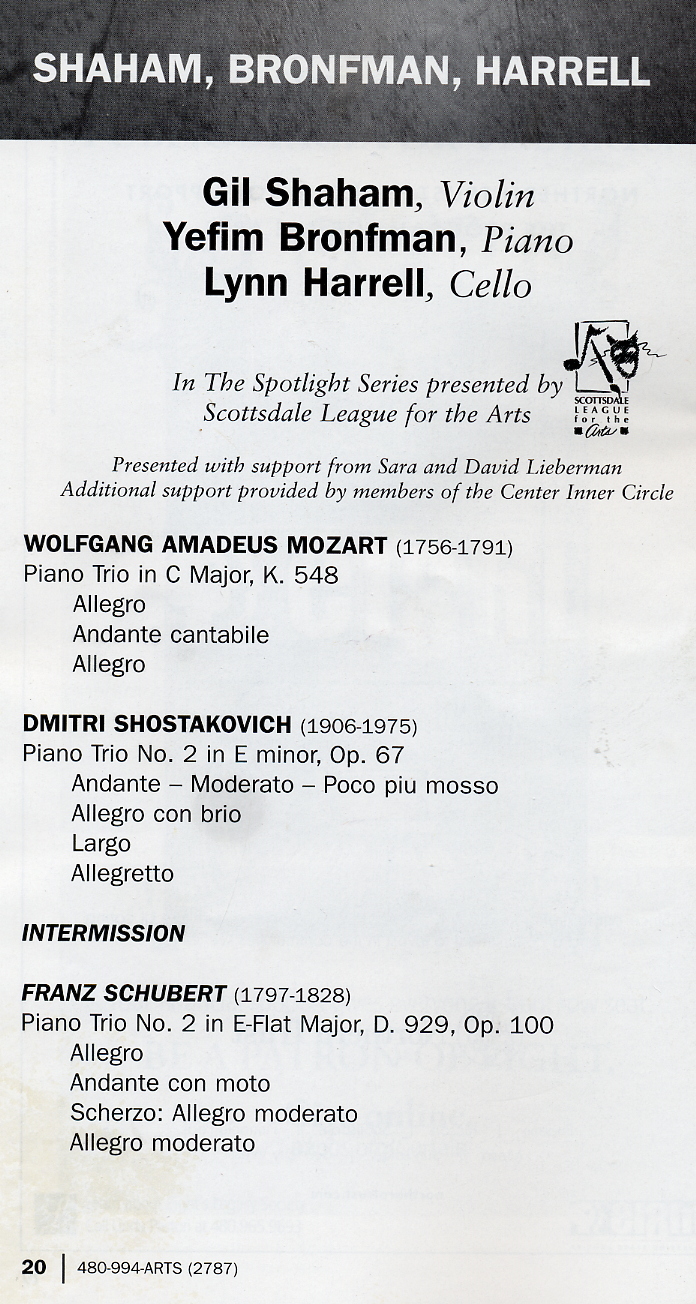 SHAHAM, BRONFMAN, HARRELL
Gil Shaham, Violin
Yefim Bronfman, Piano
Lynn Harrell, Cello
In The Spotlight Series presented by
Scottsdale League for the Arts
SCOTTSDALE
LEAGUE
for the
Arts
Presented with support from Sara and David Lieberman
Additional support provided by members of the Center Inner Circle
WOLFGANG AMADEUS MOZART (1756-1791)
Piano Trio in C Major, K. 548
Allegro
Andante cantabile
Allegro
DMITRI SHOSTAKOVICH (1906-1975)
Piano Trio No. 2 in E minor, Op. 67
Andante – Moderato – Poco piu mosso
Allegro con brio
Largo
Allegretto
INTERMISSION
FRANZ SCHUBERT (1797-1828)
Piano Trio No. 2 in E-Flat Major, D. 929, Op. 100
Allegro
Andante con moto
Scherzo: Allegro moderato
Allegro moderato
20 | 480-994-ARTS (2787)